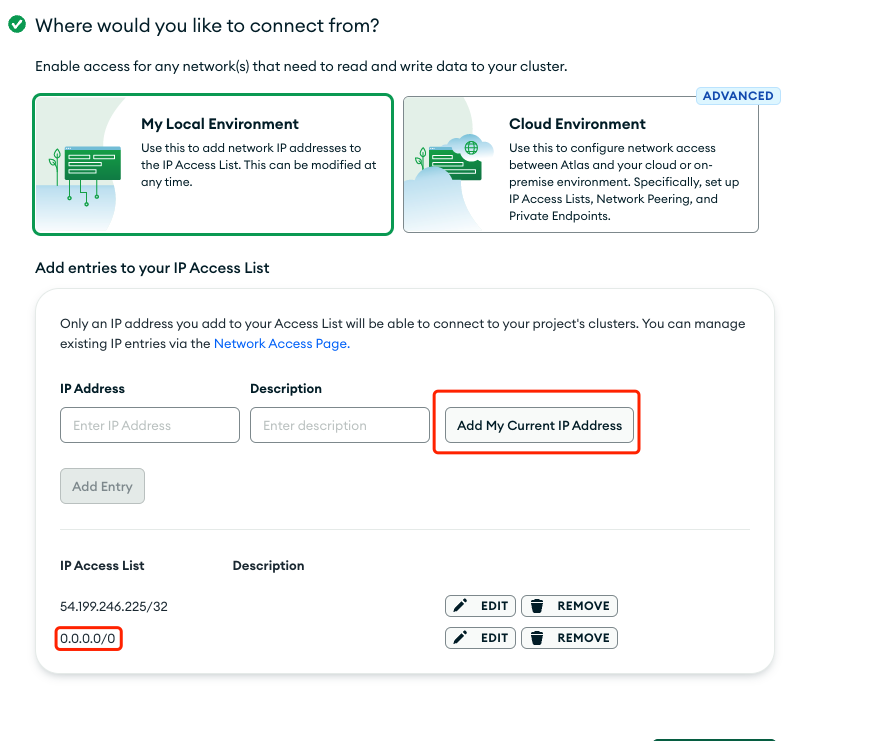 Where would you like to connect from?
Enable access for any network(s) that need to read and write data to your cluster.
ADVANCED
My Local Environment
Use this to add network IP addresses to
the IP Access List. This can be modified at
any time.
Cloud Environment
Use this to configure network access
between Atlas and your cloud or on-
premise environment. Specifically, set up
IP Access Lists, Network Peering, and
Private Endpoints.
Add entries to your IP Access List
Only an IP address you add to your Access List will be able to connect to your project's clusters. You can manage
existing IP entries via the Network Access Page.
IP Address Description
Enter IP Address Enter description Add My Current IP Address
Add Entry
IP Access List Description
54.199.246.225/32 EDIT REMOVE
0.0.0.0/0 EDIT REMOVE